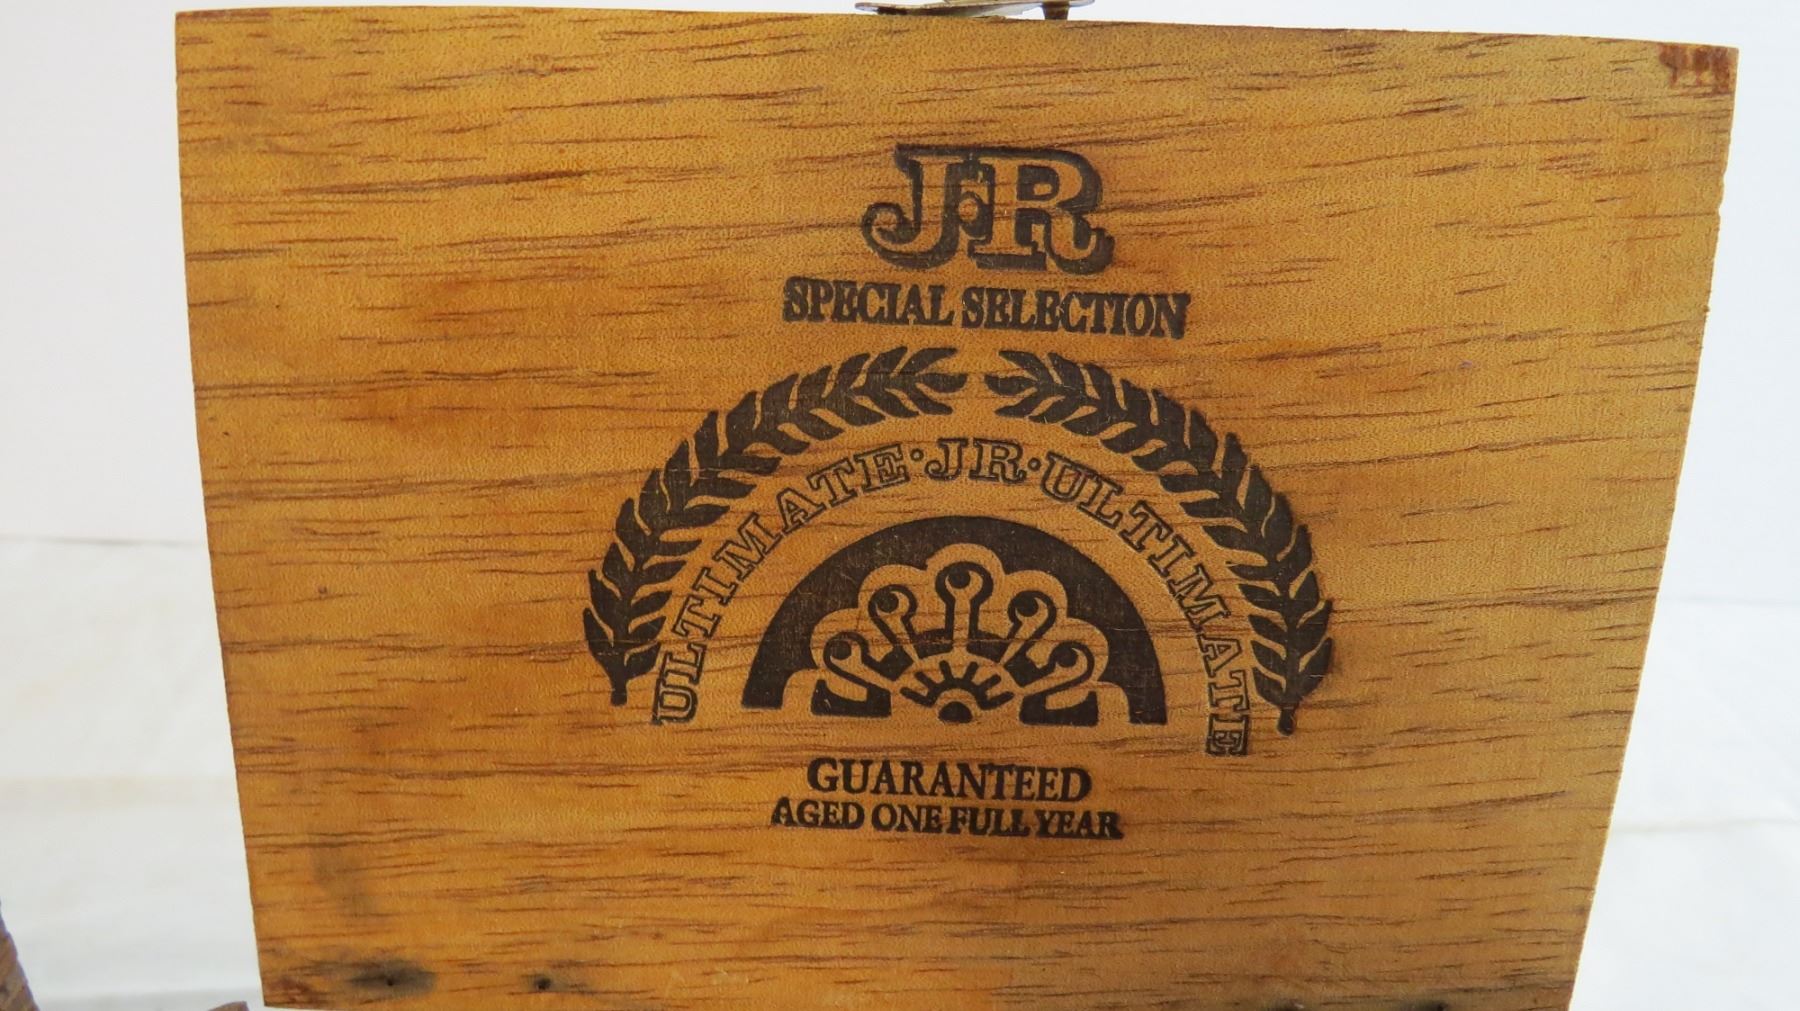 JR
SPECIAL SELECTION
ULTIMATE·JR·ULTIMATE
GUARANTEED
AGED ONE FULL YEAR